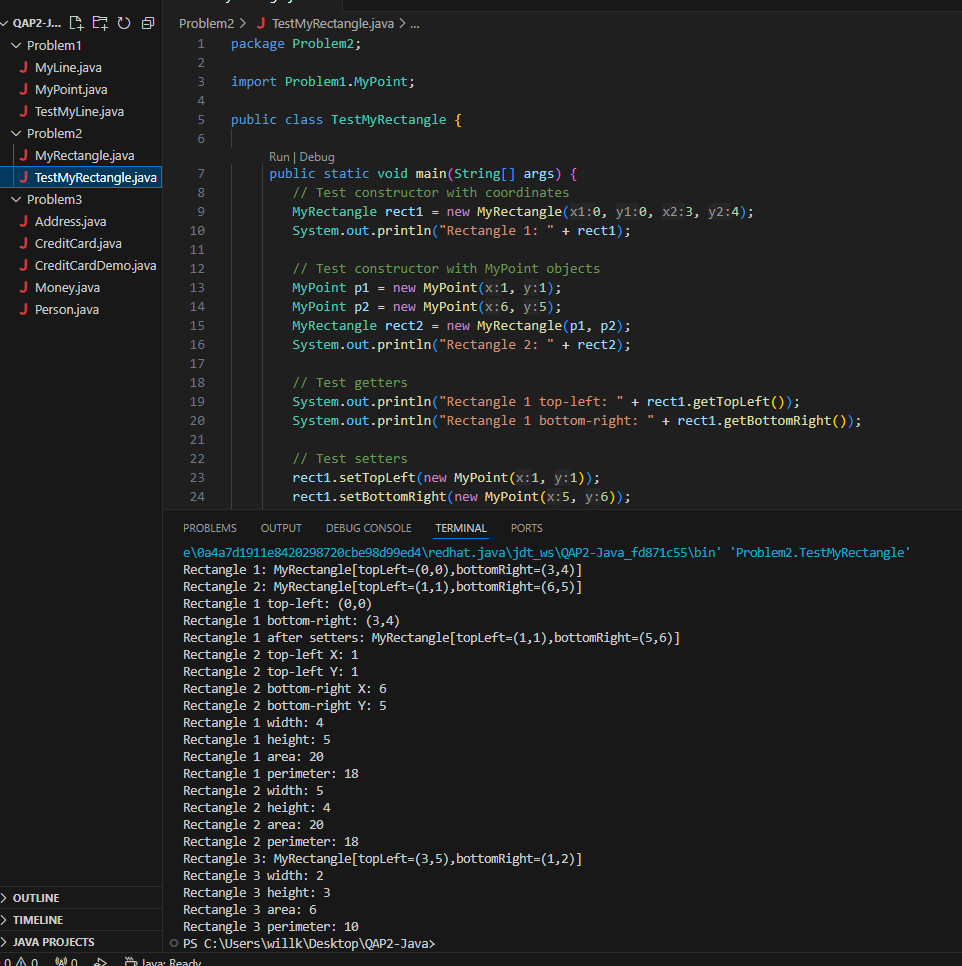 QAP2-J...
Problem1
MyLine.java
MyPoint.java
TestMyLine.java
Problem2
MyRectangle.java
TestMyRectangle.java
Problem3
Address.java
CreditCard.java
CreditCardDemo.java
Money.java
Person.java
OUTLINE
TIMELINE
JAVA PROJECTS
Problem2 > TestMyRectangle.java > ...
1 package Problem2;
2
3 import Problem1.MyPoint;
4
5 public class TestMyRectangle {
6
Run | Debug
7 public static void main(String[] args) {
8 // Test constructor with coordinates
9 MyRectangle rect1 = new MyRectangle(x1:0, y1:0, x2:3, y2:4);
10 System.out.println("Rectangle 1: " + rect1);
11
12 // Test constructor with MyPoint objects
13 MyPoint p1 = new MyPoint(x:1, y:1);
14 MyPoint p2 = new MyPoint(x:6, y:5);
15 MyRectangle rect2 = new MyRectangle(p1, p2);
16 System.out.println("Rectangle 2: " + rect2);
17
18 // Test getters
19 System.out.println("Rectangle 1 top-left: " + rect1.getTopLeft());
20 System.out.println("Rectangle 1 bottom-right: " + rect1.getBottomRight());
21
22 // Test setters
23 rect1.setTopLeft(new MyPoint(x:1, y:1));
24 rect1.setBottomRight(new MyPoint(x:5, y:6));
PROBLEMS OUTPUT DEBUG CONSOLE TERMINAL PORTS
e\0a4a7d1911e8420298720cbe98d99ed4\redhat.java\jdt_ws\QAP2-Java_fd871c55\bin' 'Problem2.TestMyRectangle'
Rectangle 1: MyRectangle[topLeft=(0,0),bottomRight=(3,4)]
Rectangle 2: MyRectangle[topLeft=(1,1),bottomRight=(6,5)]
Rectangle 1 top-left: (0,0)
Rectangle 1 bottom-right: (3,4)
Rectangle 1 after setters: MyRectangle[topLeft=(1,1),bottomRight=(5,6)]
Rectangle 2 top-left X: 1
Rectangle 2 top-left Y: 1
Rectangle 2 bottom-right X: 6
Rectangle 2 bottom-right Y: 5
Rectangle 1 width: 4
Rectangle 1 height: 5
Rectangle 1 area: 20
Rectangle 1 perimeter: 18
Rectangle 2 width: 5
Rectangle 2 height: 4
Rectangle 2 area: 20
Rectangle 2 perimeter: 18
Rectangle 3: MyRectangle[topLeft=(3,5),bottomRight=(1,2)]
Rectangle 3 width: 2
Rectangle 3 height: 3
Rectangle 3 area: 6
Rectangle 3 perimeter: 10
PS C:\Users\willk\Desktop\QAP2-Java>
0 0 0 Java: Ready